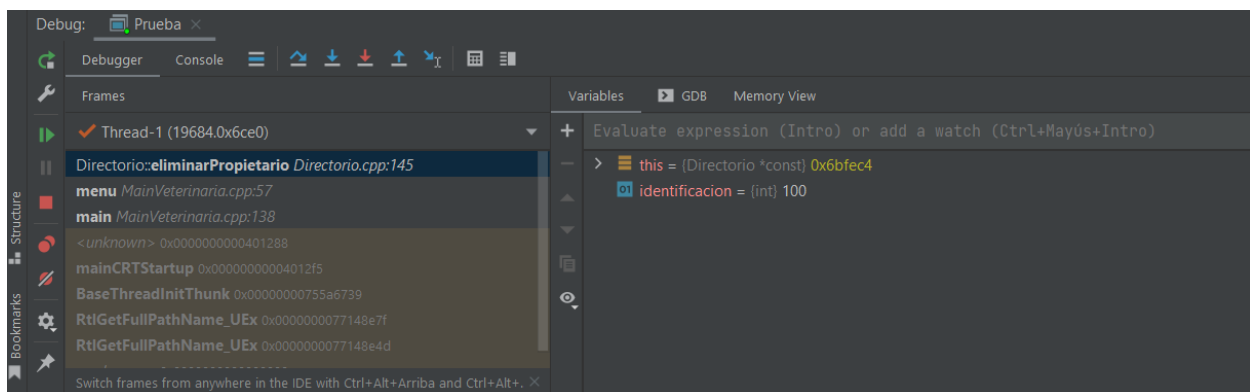 Debug: Prueba
Debugger Console
Frames
Thread-1 (19684.0x6ce0)
Directorio::eliminarPropietario Directorio.cpp:145
menu MainVeterinaria.cpp:57
main MainVeterinaria.cpp:138
<unknown> 0x0000000000401288
mainCRTStartup 0x00000000004012f5
BaseThreadInitThunk 0x00000000755a6739
RtlGetFullPathName_UEx 0x0000000077148e7f
RtlGetFullPathName_UEx 0x0000000077148e4d
Switch frames from anywhere in the IDE with Ctrl+Alt+Arriba and Ctrl+Alt+.
Variables GDB Memory View
Evaluate expression (Intro) or add a watch (Ctrl+Mayús+Intro)
this = {Directorio *const} 0x6bfec4
01 identificacion = {int} 100
Structure
Bookmarks